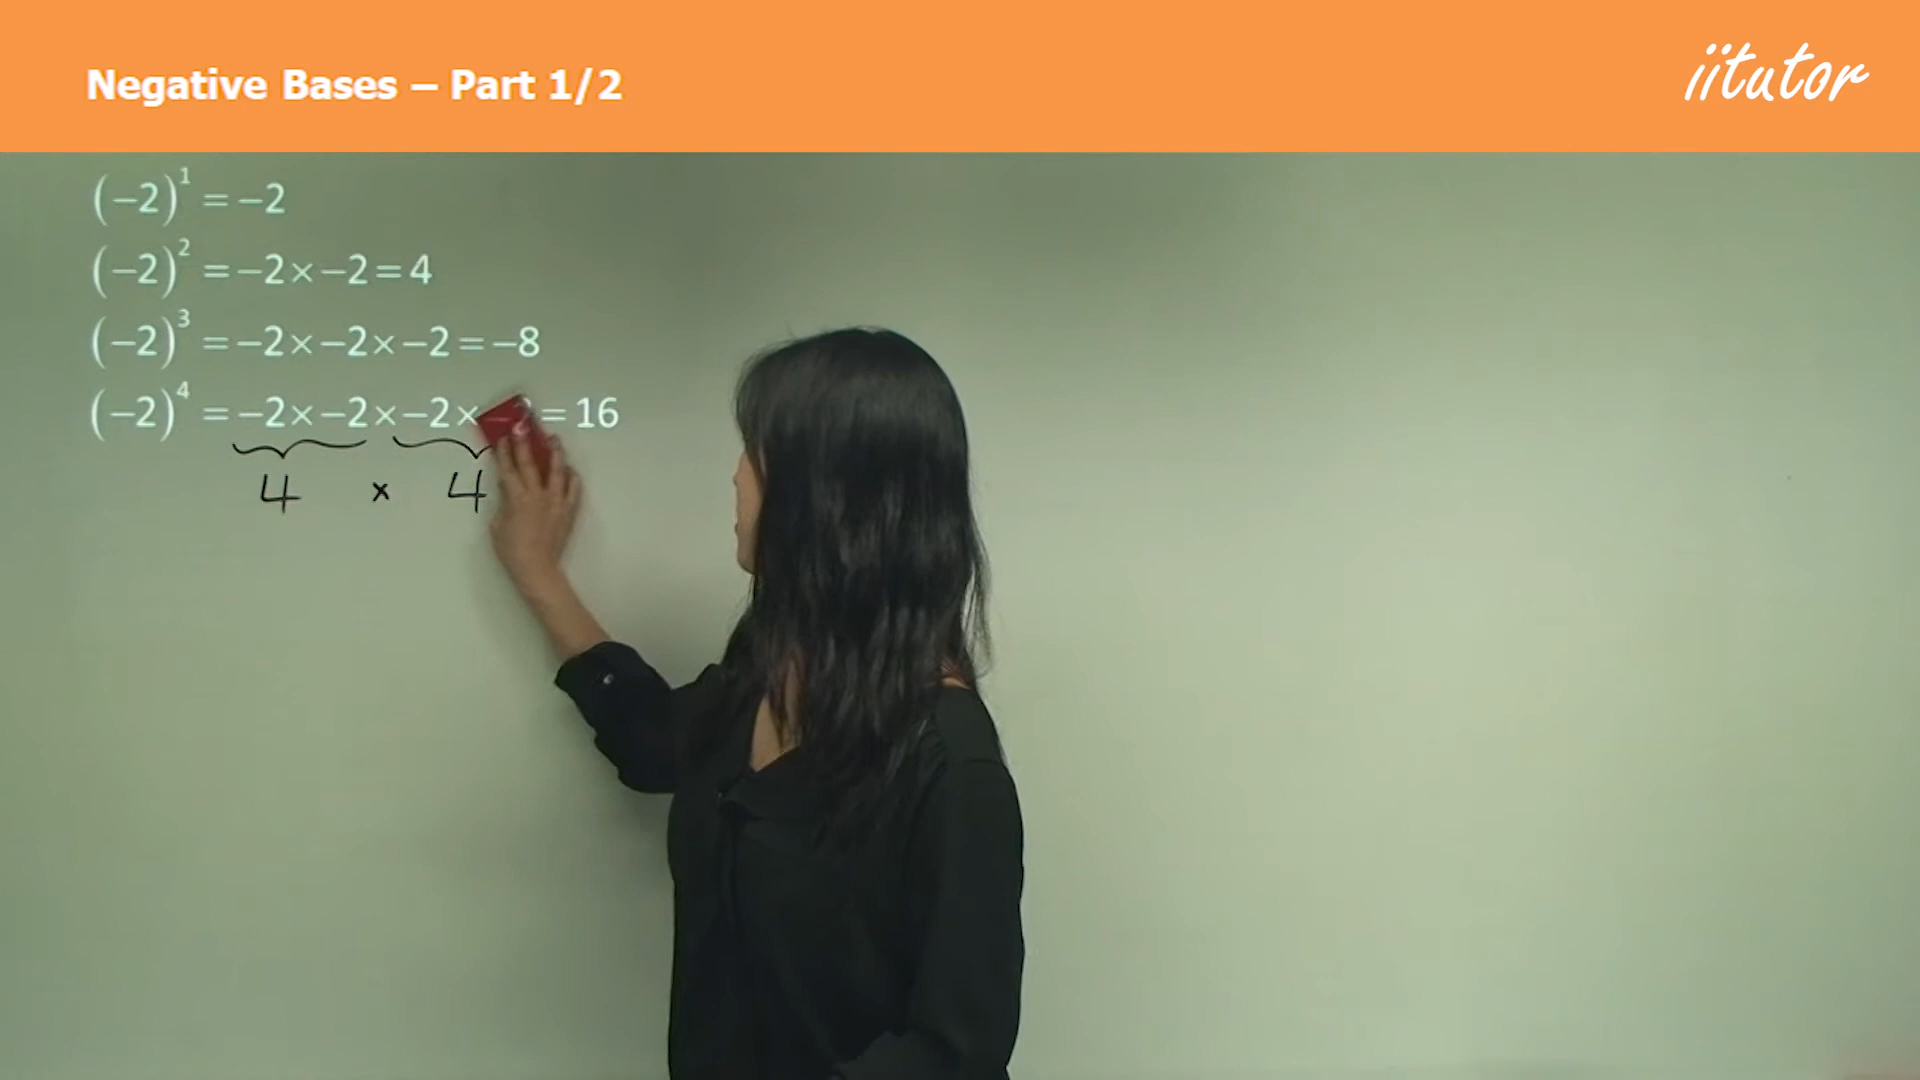 Negative Bases – Part 1/2
iitutor
(−2)¹ = −2
(−2)² = −2 × −2 = 4
(−2)³ = −2 × −2 × −2 = −8
(−2)⁴ = −2 × −2 × −2 × −2 = 16
4 × 4